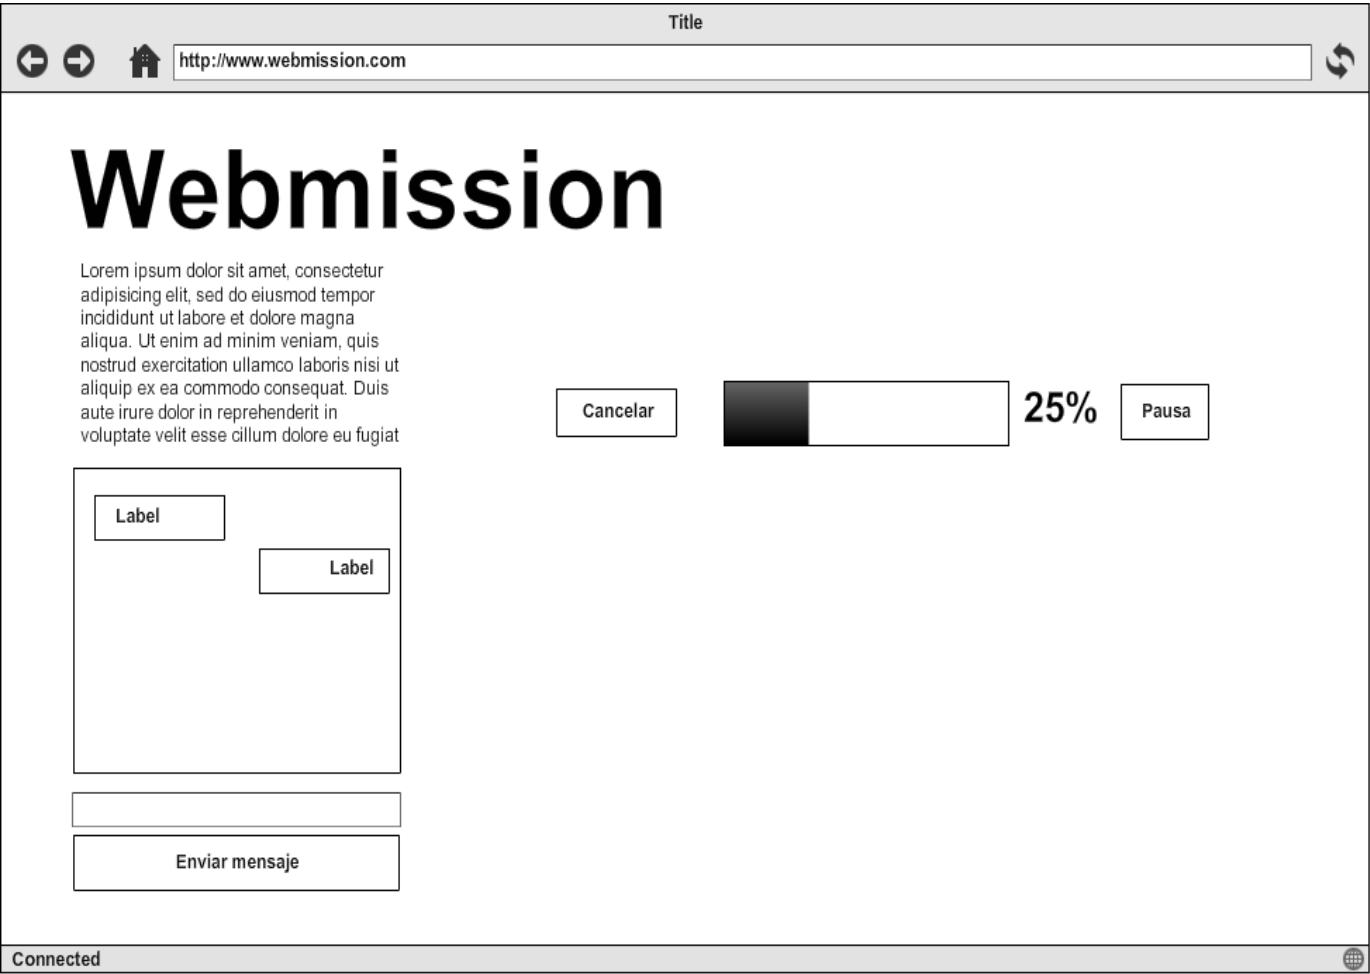 Title
http://www.webmission.com
Webmission
Lorem ipsum dolor sit amet, consectetur
adipisicing elit, sed do eiusmod tempor
incididunt ut labore et dolore magna
aliqua. Ut enim ad minim veniam, quis
nostrud exercitation ullamco laboris nisi ut
aliquip ex ea commodo consequat. Duis
aute irure dolor in reprehenderit in
voluptate velit esse cillum dolore eu fugiat
Label
Label
Enviar mensaje
Cancelar
25%
Pausa
Connected